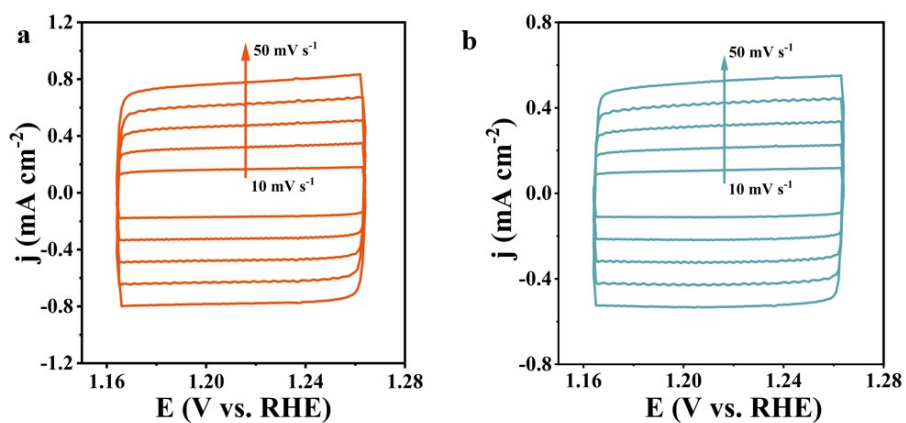 a
1.2
0.8
0.4
0.0
-0.4
-0.8
-1.2
j (mA cm⁻²)
50 mV s⁻¹
10 mV s⁻¹
1.16
1.20
1.24
1.28
E (V vs. RHE)
b
0.8
0.4
0.0
-0.4
-0.8
j (mA cm⁻²)
50 mV s⁻¹
10 mV s⁻¹
1.16
1.20
1.24
1.28
E (V vs. RHE)